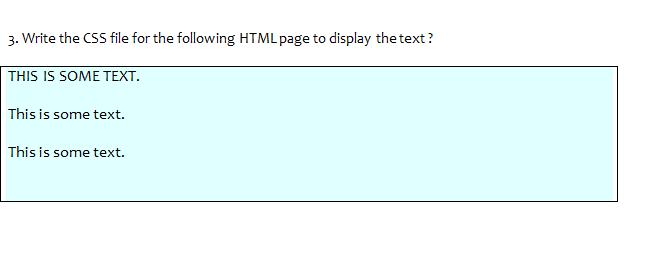 3. Write the CSS file for the following HTML page to display the text ?
THIS IS SOME TEXT.
This is some text.
This is some text.